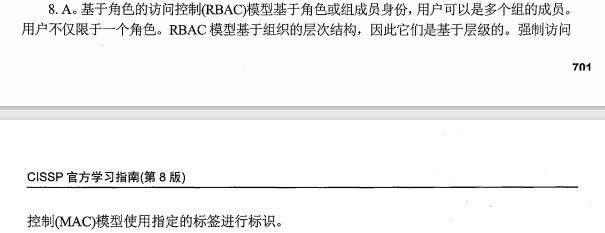 8. A。基于角色的访问控制(RBAC)模型基于角色或组成员身份，用户可以是多个组的成员。
用户不仅限于一个角色。RBAC 模型基于组织的层次结构，因此它们是基于层级的。强制访问
701
CISSP 官方学习指南(第 8 版)
控制(MAC)模型使用指定的标签进行标识。